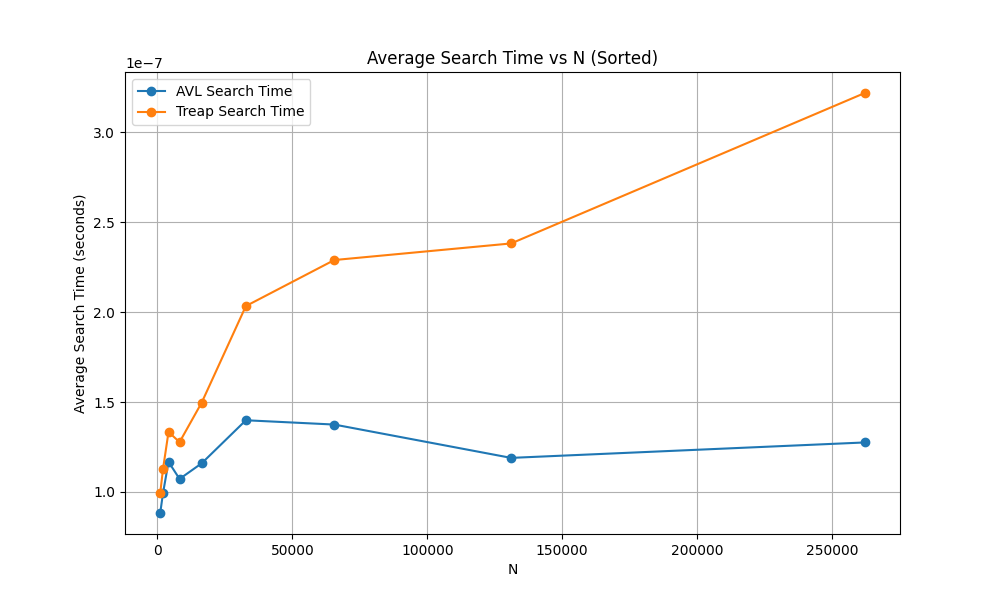 Average Search Time vs N (Sorted)
1e−7
AVL Search Time
Treap Search Time
3.0
2.5
2.0
1.5
1.0
Average Search Time (seconds)
0 50000 100000 150000 200000 250000
N